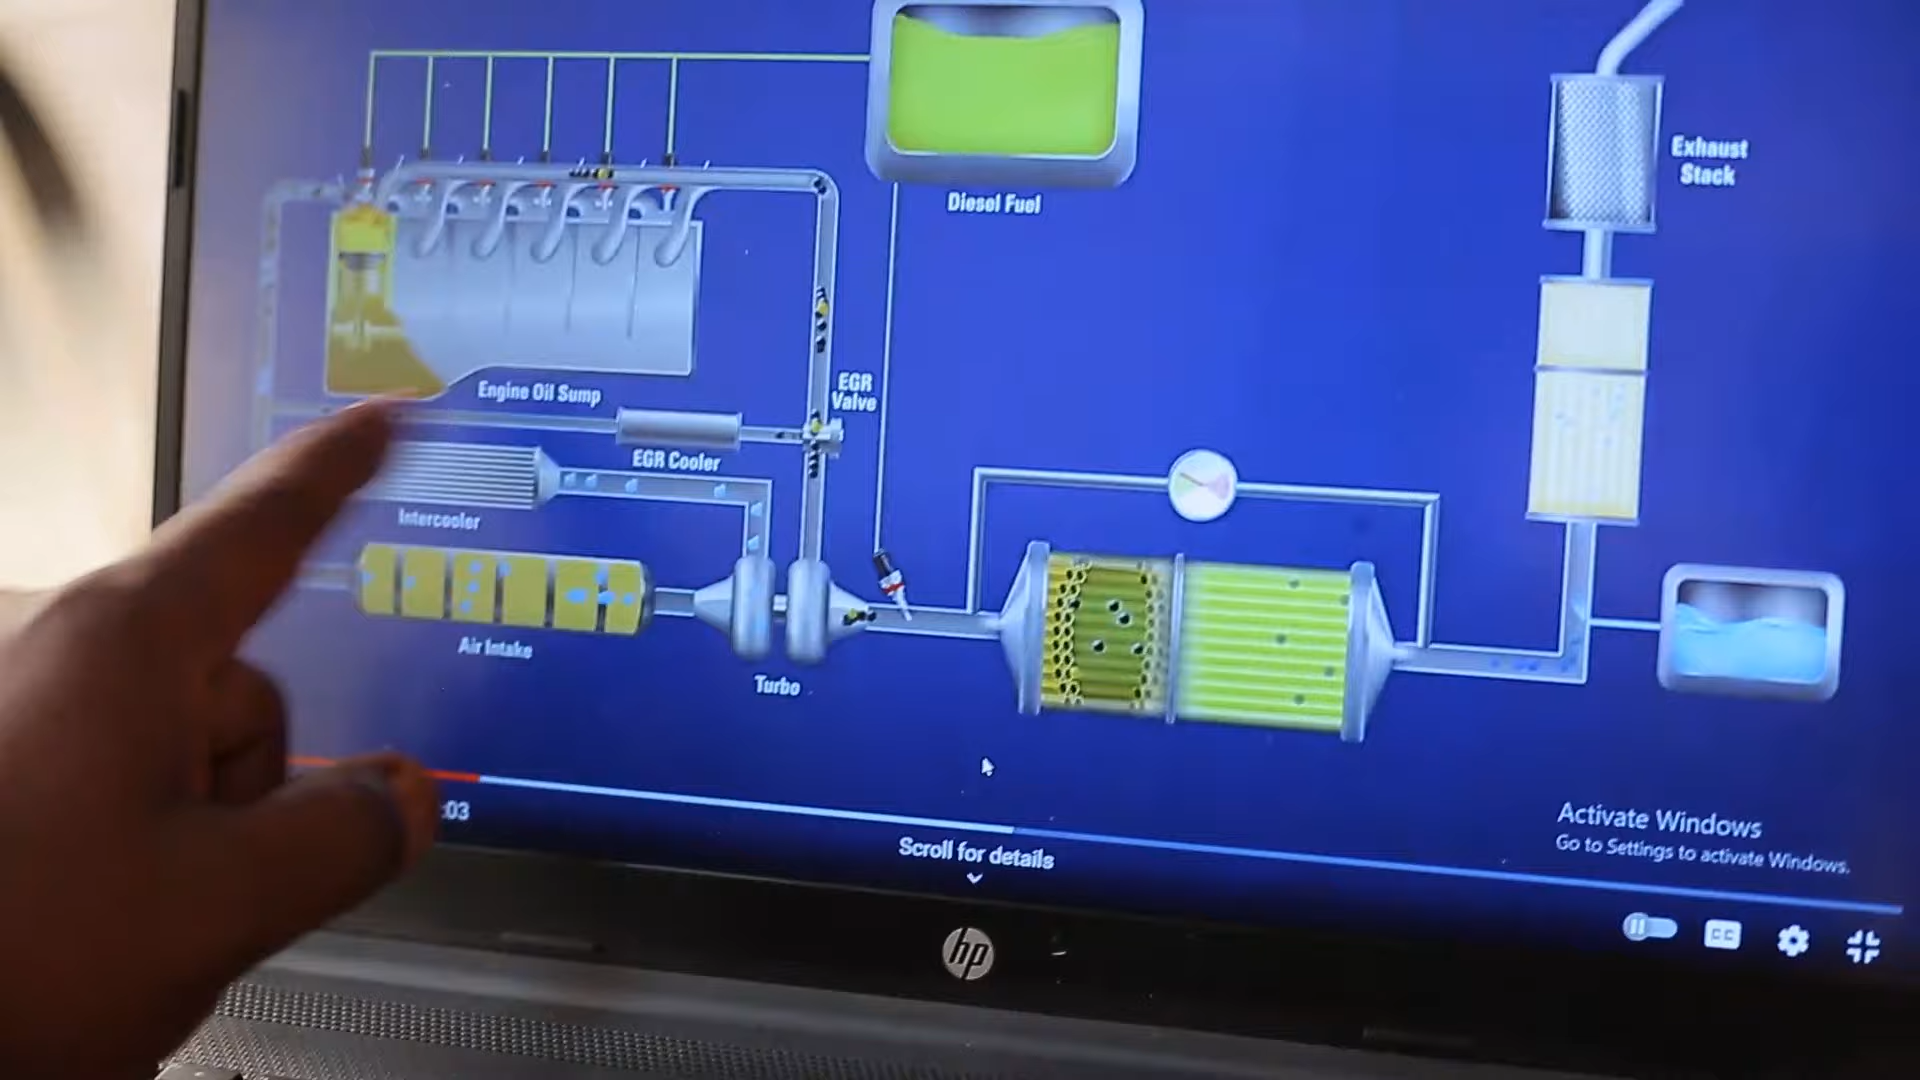 Exhaust
Stack
Diesel Fuel
EGR
Valve
Engine Oil Sump
EGR Cooler
Intercooler
Air Intake
Turbo
:03
Scroll for details
Activate Windows
Go to Settings to activate Windows.
CC
hp